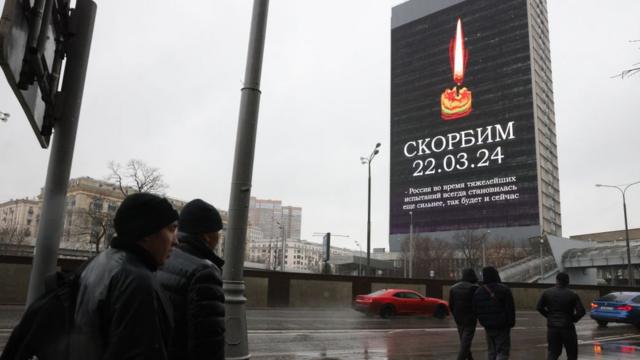 СКОРБИМ
22.03.24
- Россия во время тяжелейших
испытаний всегда становилась
еще сильнее, так будет и сейчас